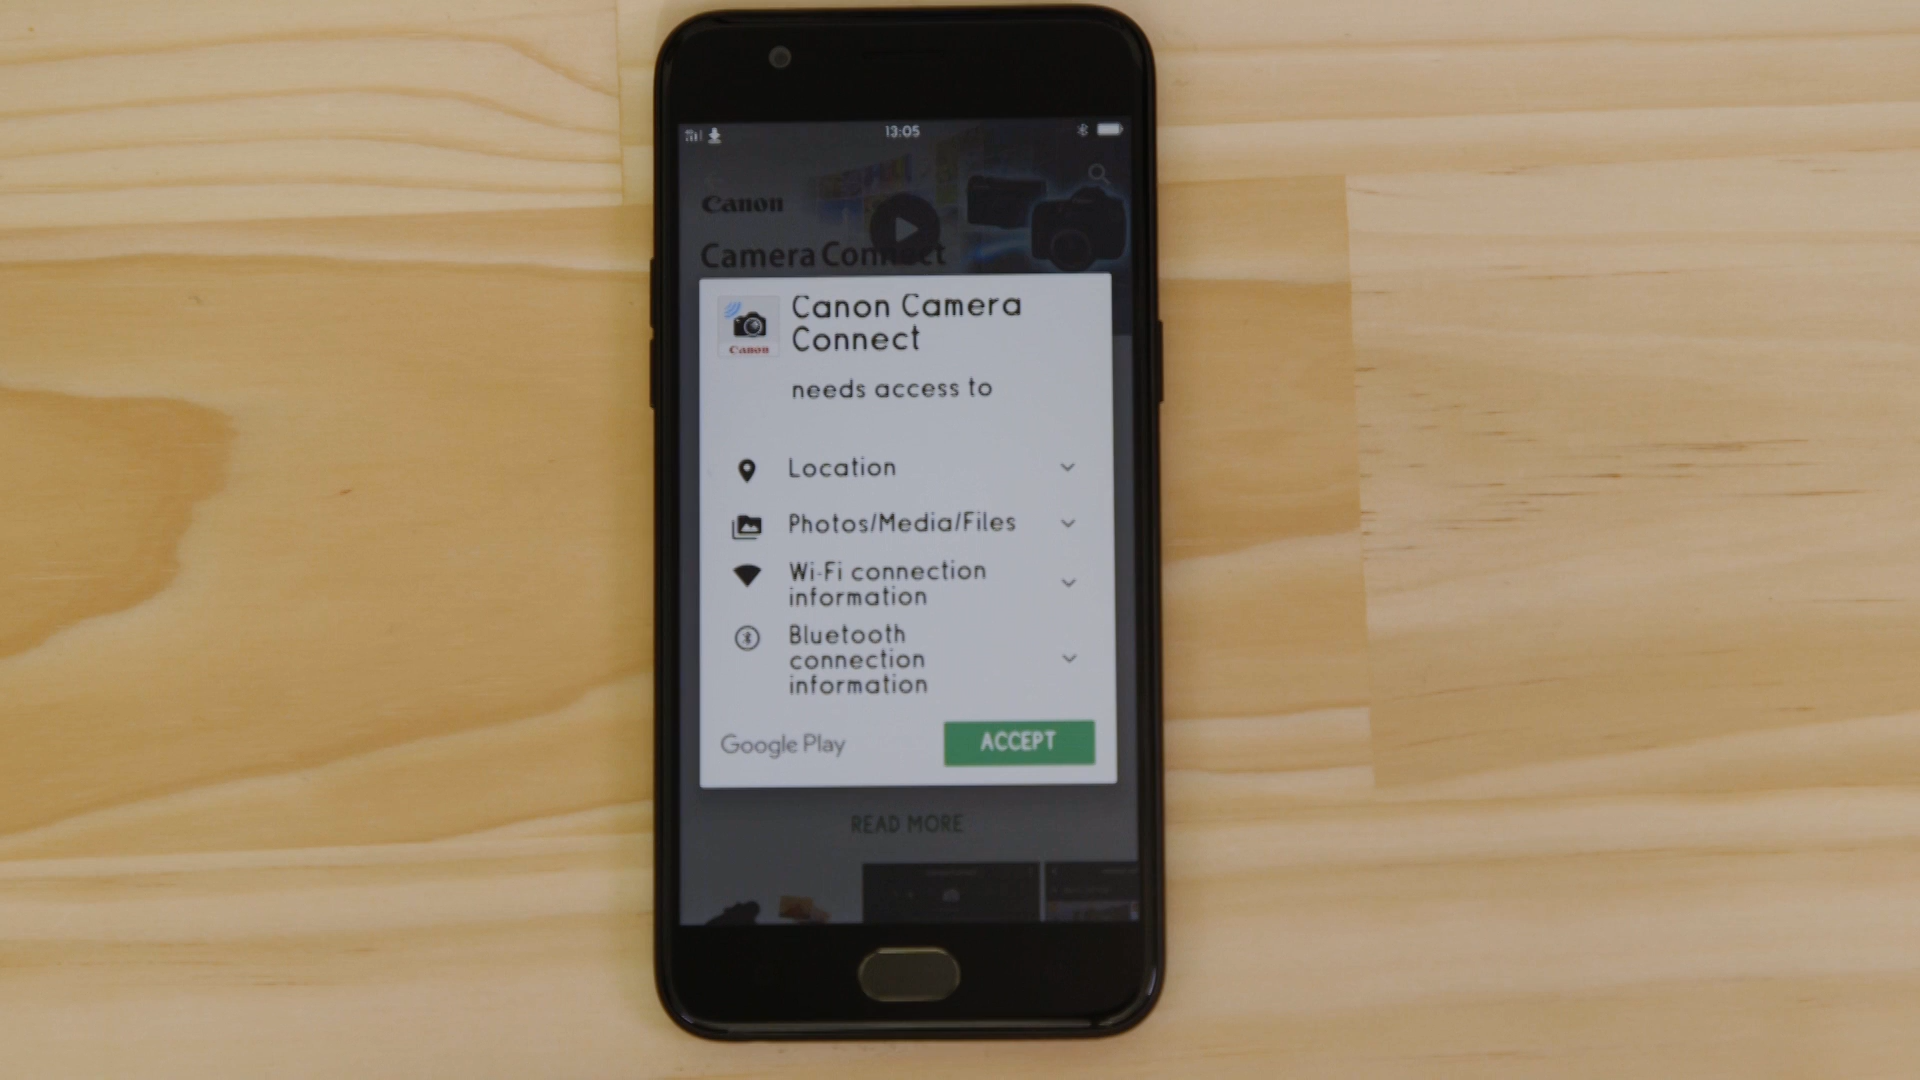 13:05
Canon
Camera Connect
Canon Camera
Connect
Canon
needs access to
Location
Photos/Media/Files
Wi-Fi connection
information
Bluetooth
connection
information
Google Play
ACCEPT
READ MORE